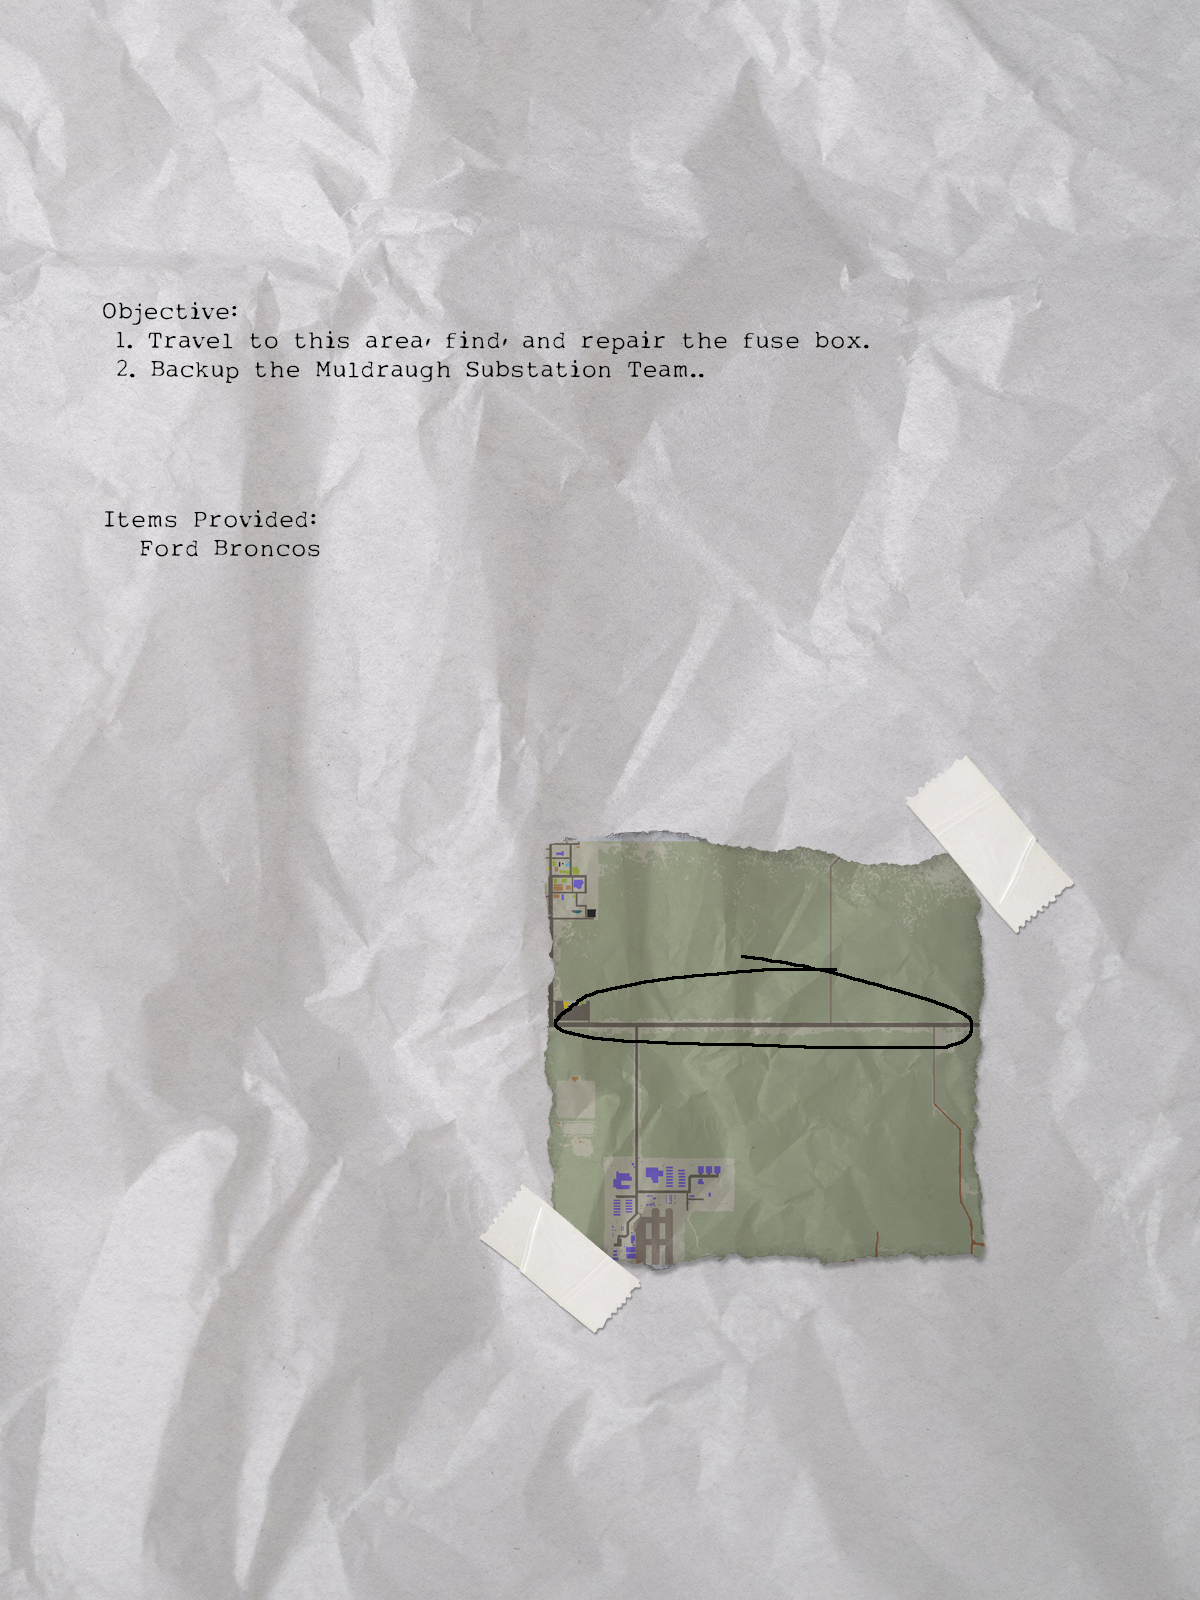 Objective:
1. Travel to this area, find, and repair the fuse box.
2. Backup the Muldraugh Substation Team..
Items Provided:
Ford Broncos